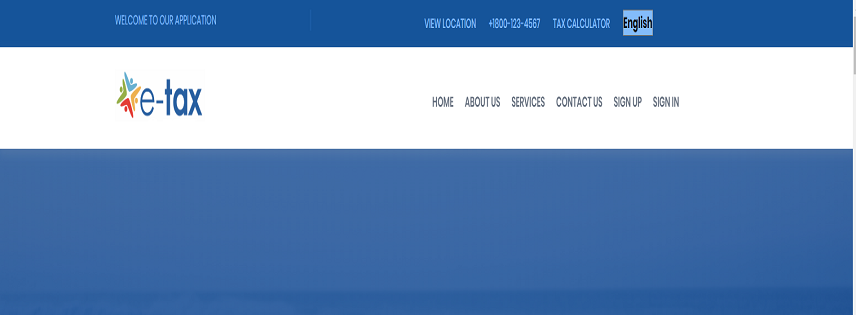 WELCOME TO OUR APPLICATION
VIEW LOCATION +1800-123-4567 TAX CALCULATOR English
e-tax
HOME ABOUT US SERVICES CONTACT US SIGN UP SIGN IN